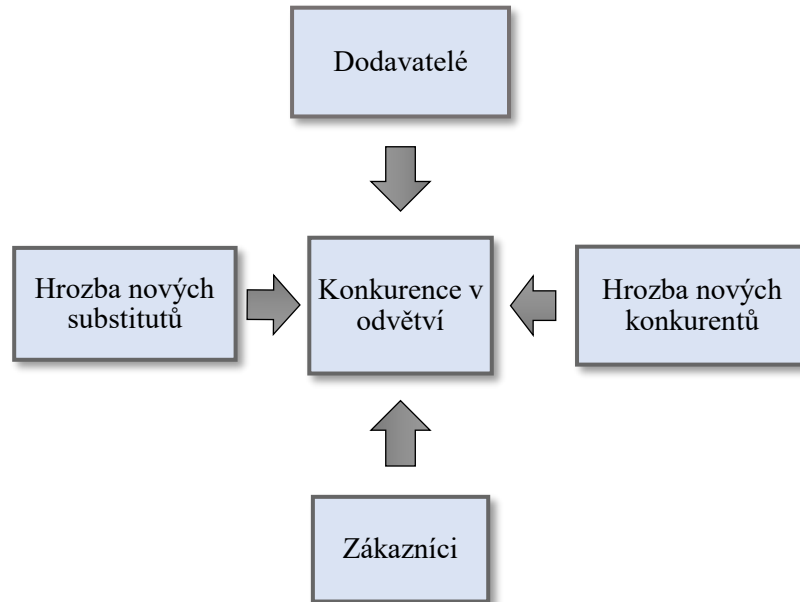 Dodavatelé
Hrozba nových
substitutů
Konkurence v
odvětví
Hrozba nových
konkurentů
Zákazníci